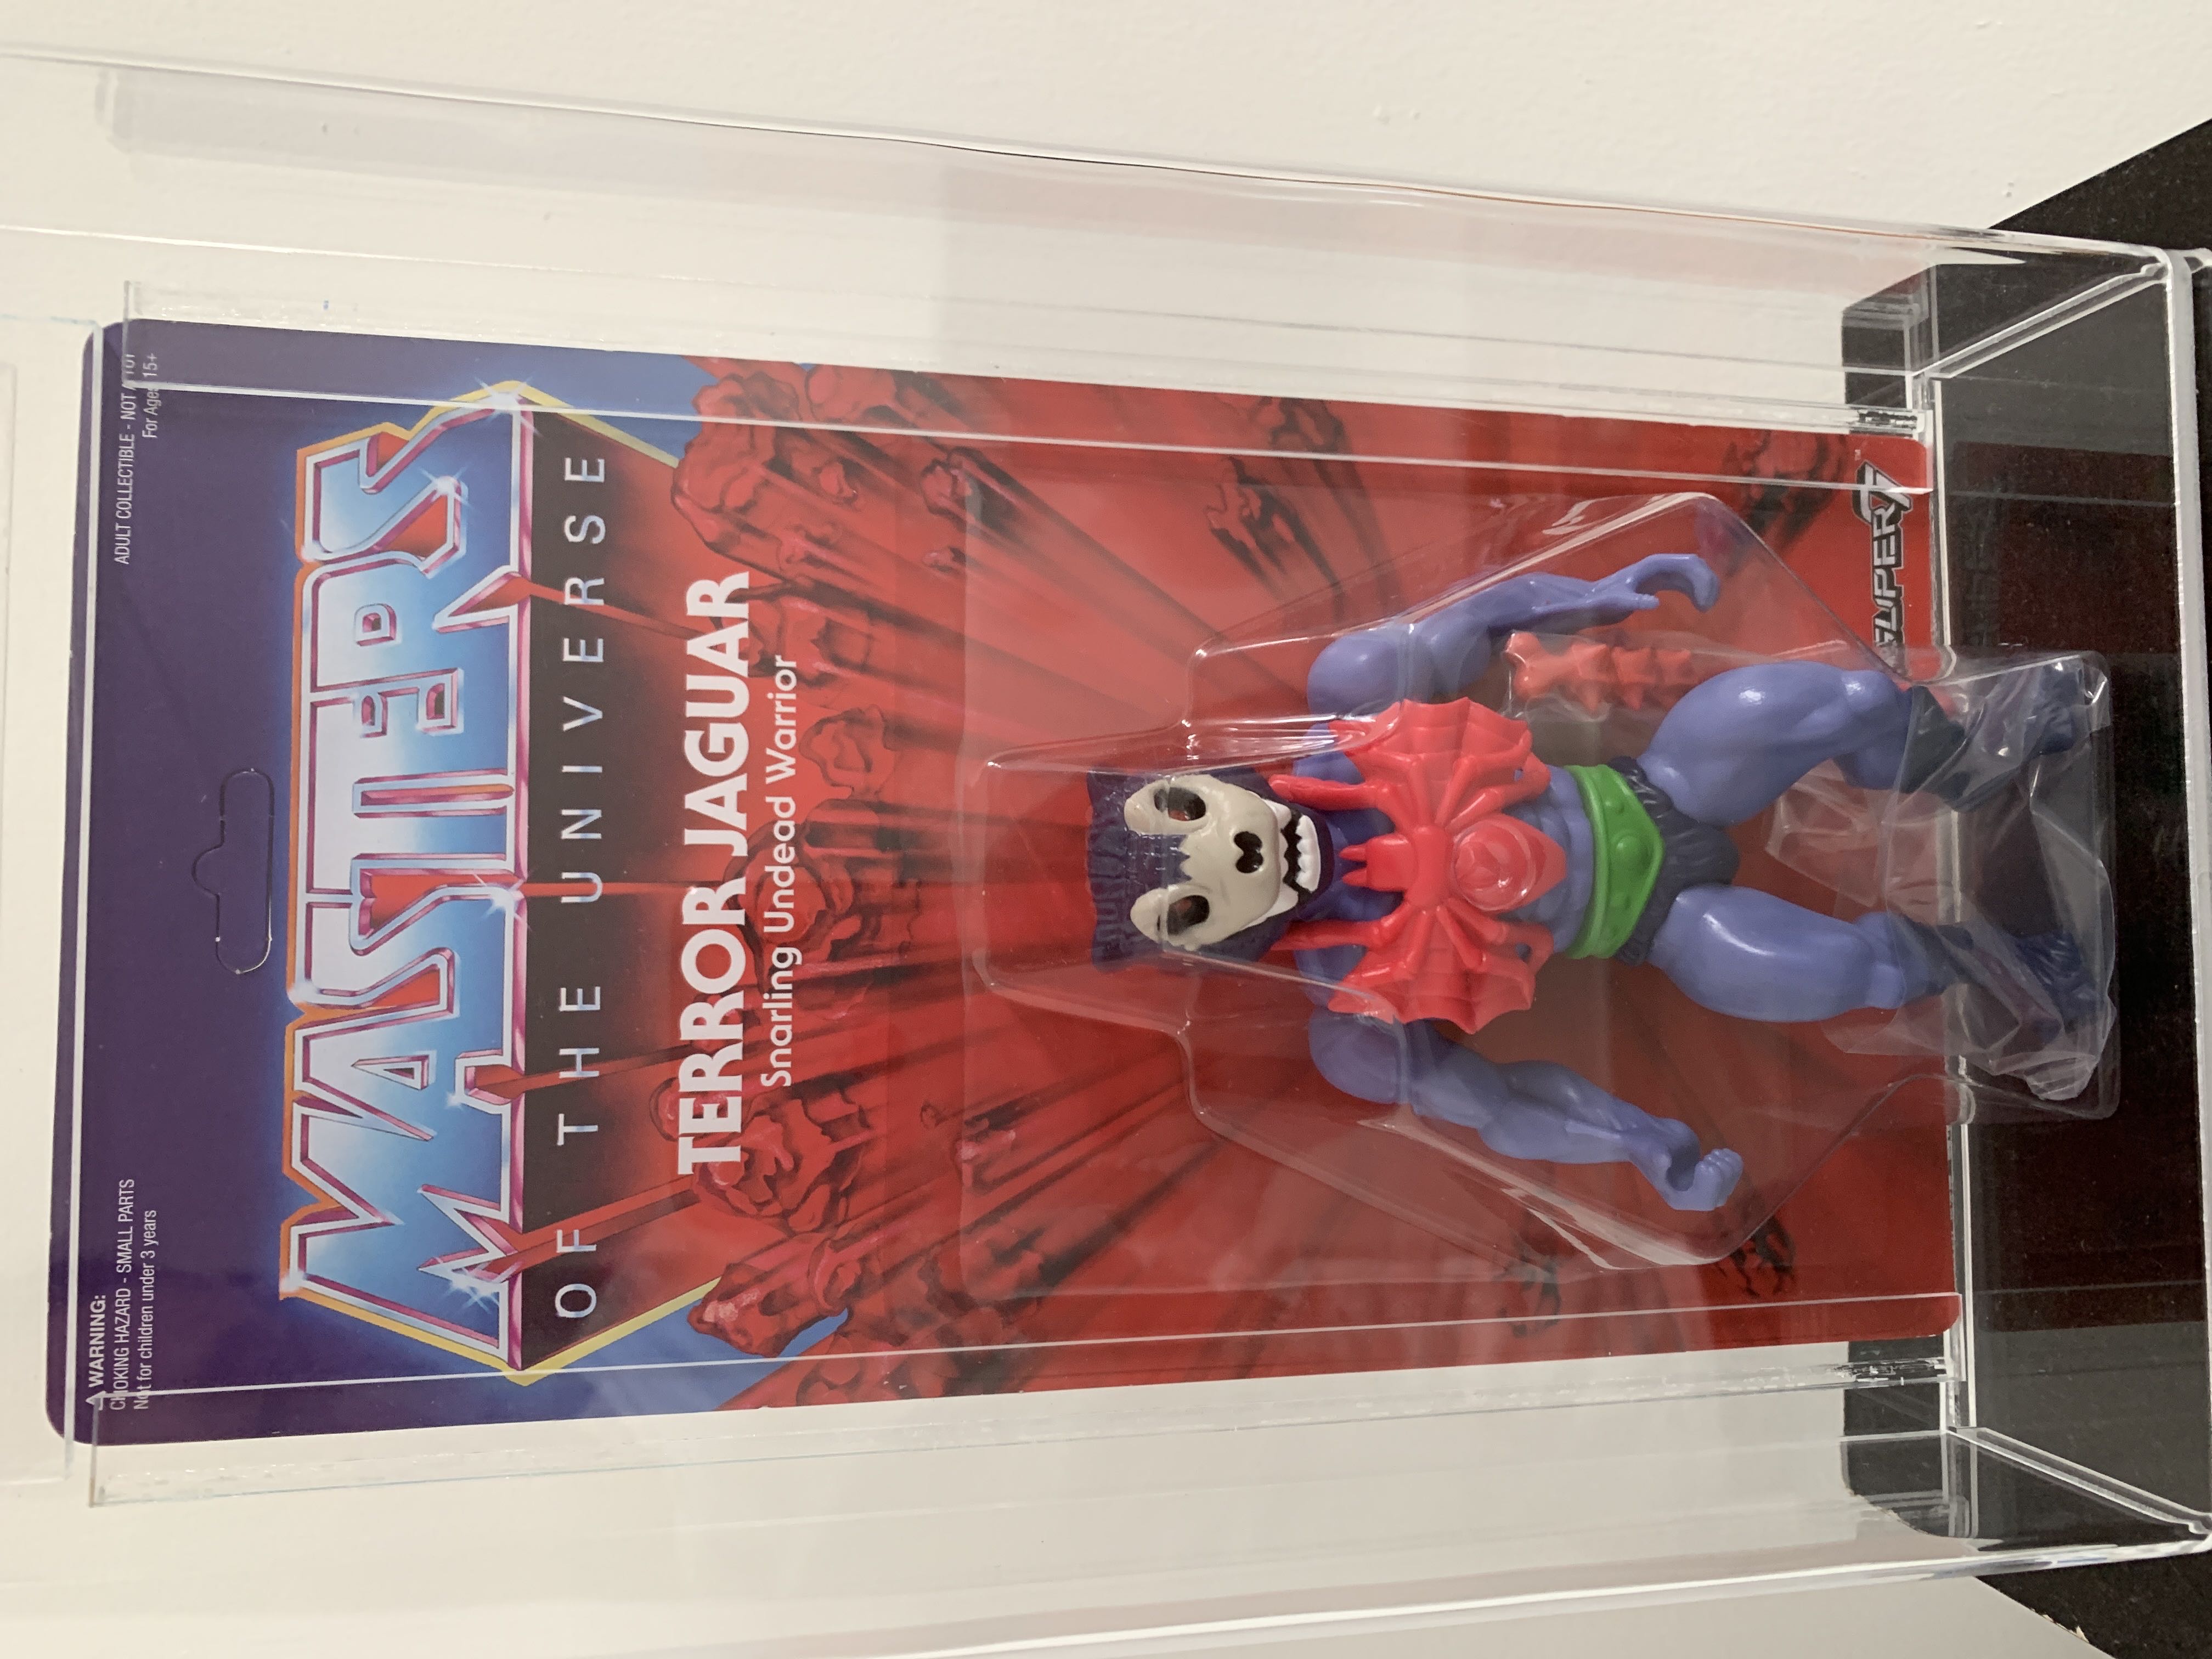 ⚠ WARNING:
CHOKING HAZARD - SMALL PARTS
Not for children under 3 years
ADULT COLLECTIBLE - NOT A TOY
For Ages 15+
MASTERS
OF THE UNIVERSE
TERROR JAGUAR
Snarling Undead Warrior
SUPER7™